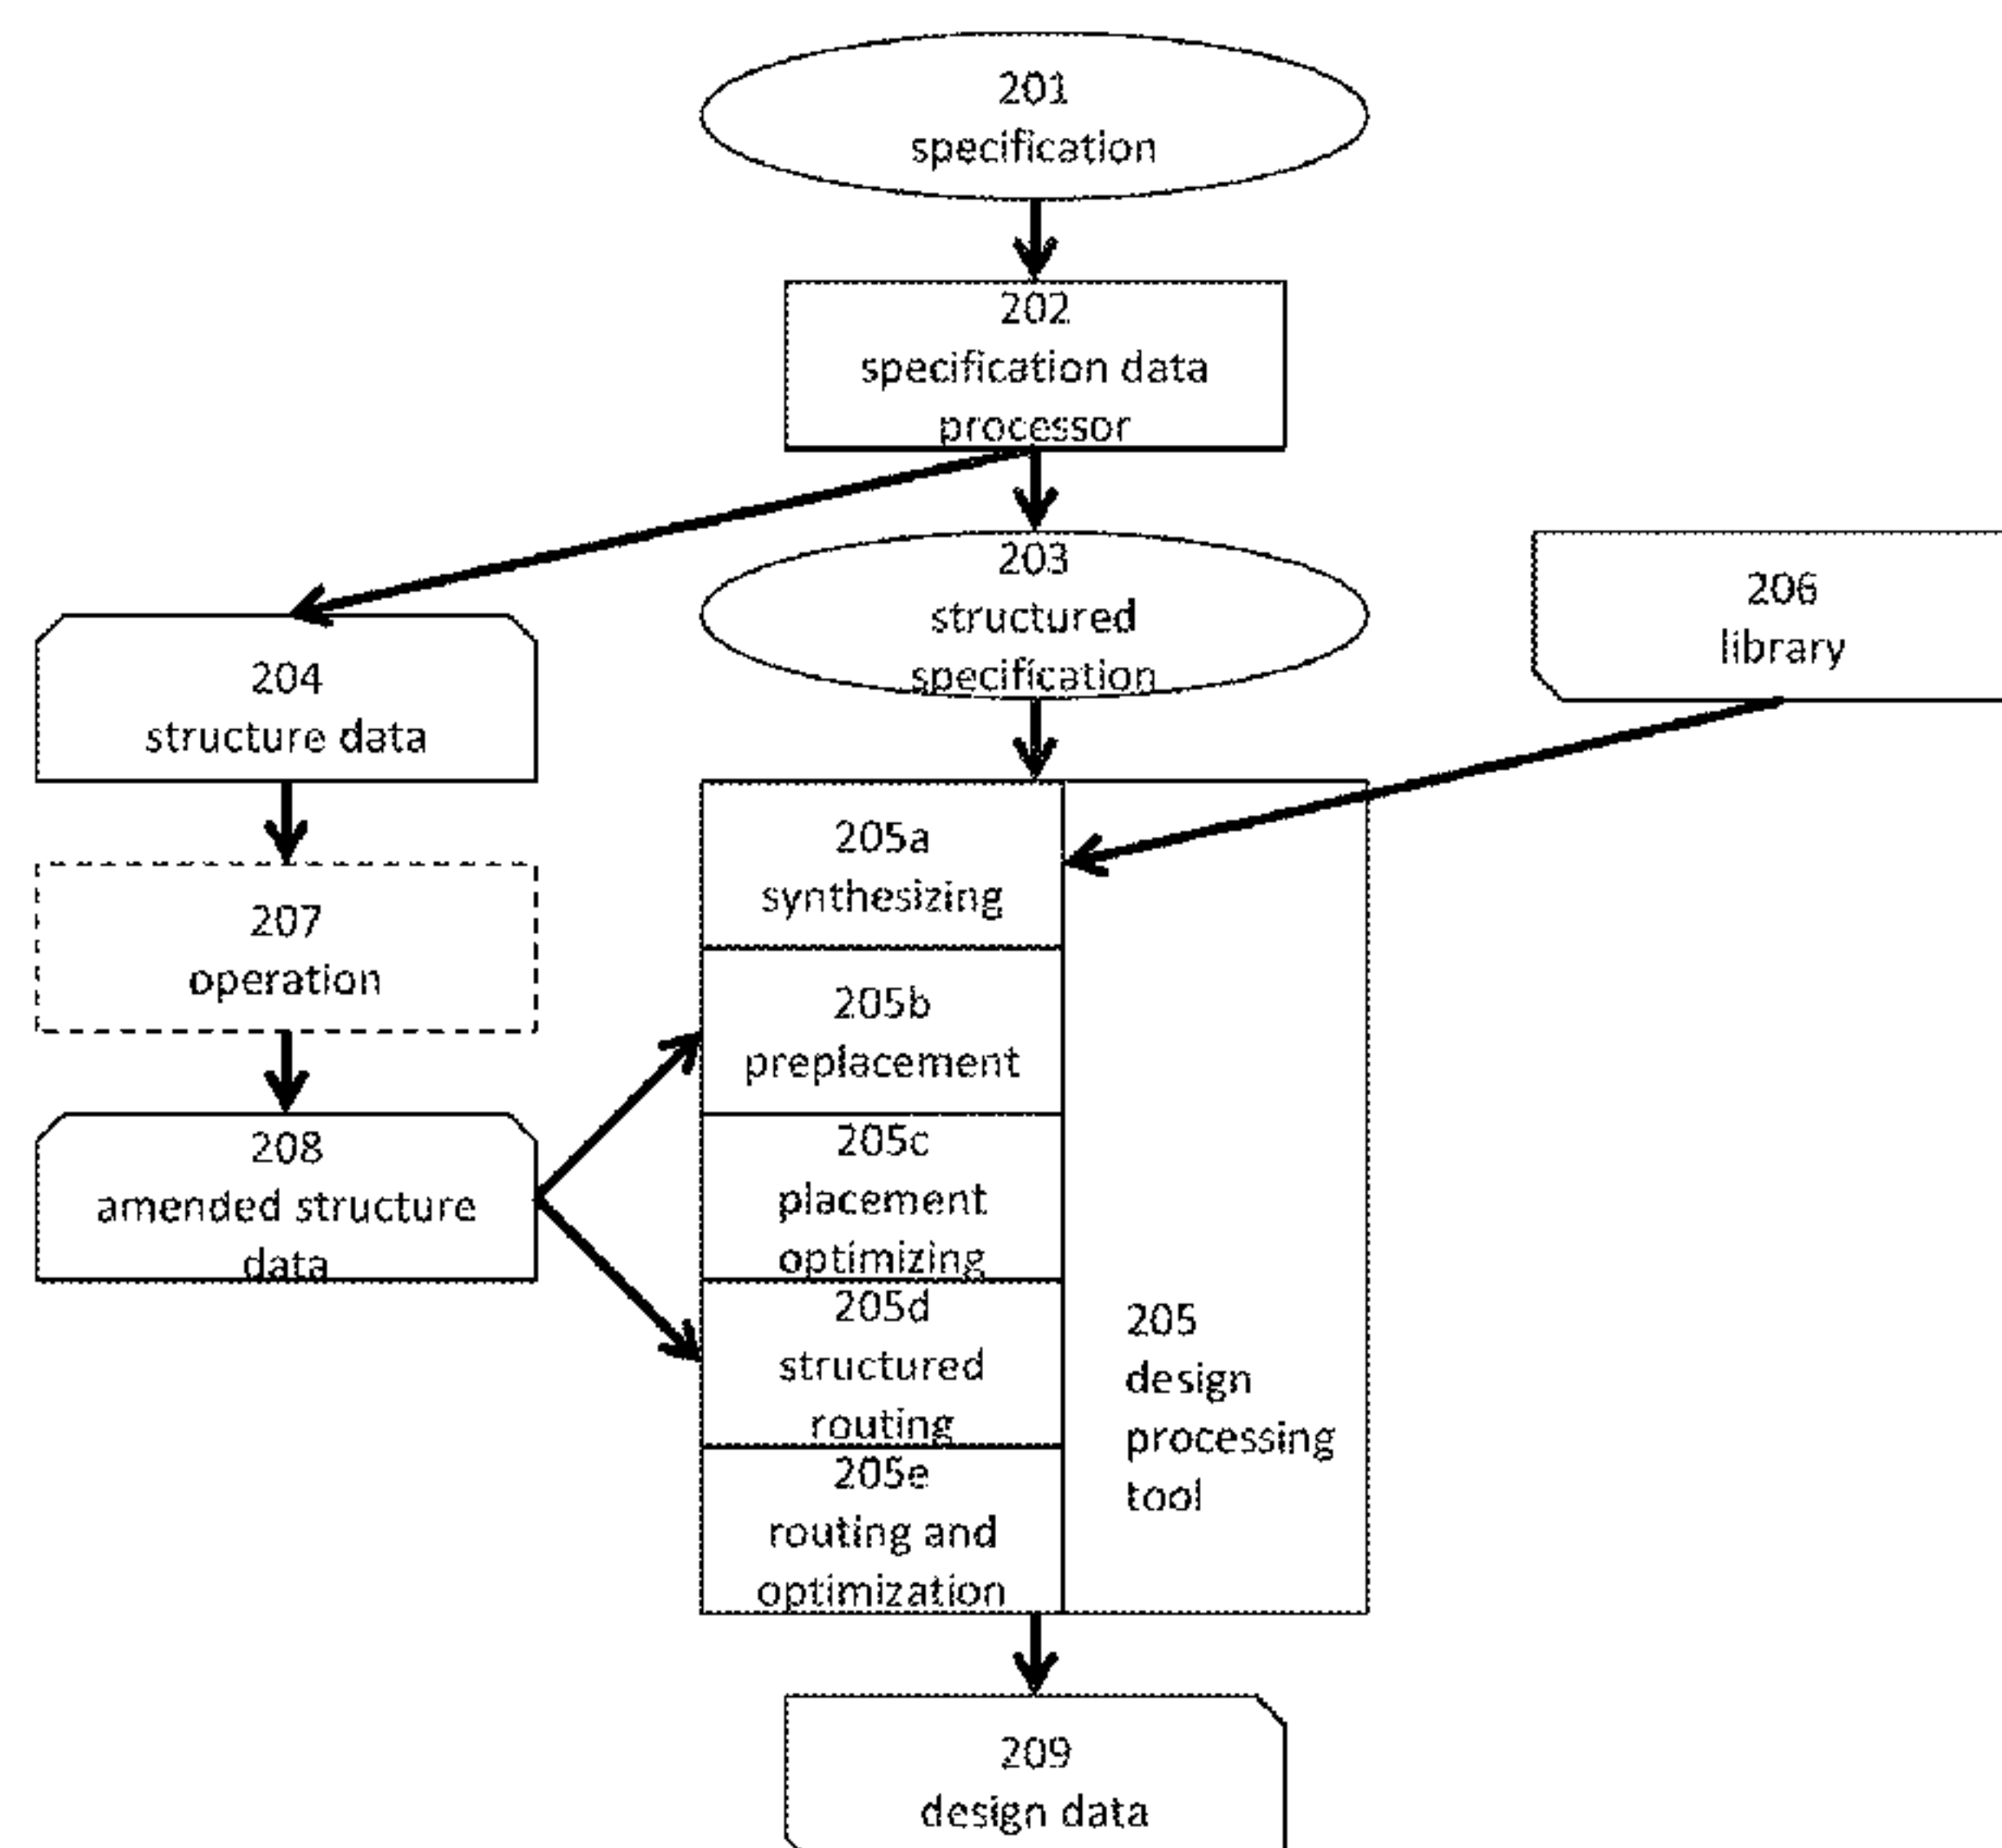 201
specification
202
specification data
processor
203
structured
specification
206
library
204
structure data
205a
synthesizing
207
operation
205b
preplacement
208
amended structure
data
205c
placement
optimizing
205d
structured
routing
205
design
processing
tool
205e
routing and
optimization
209
design data